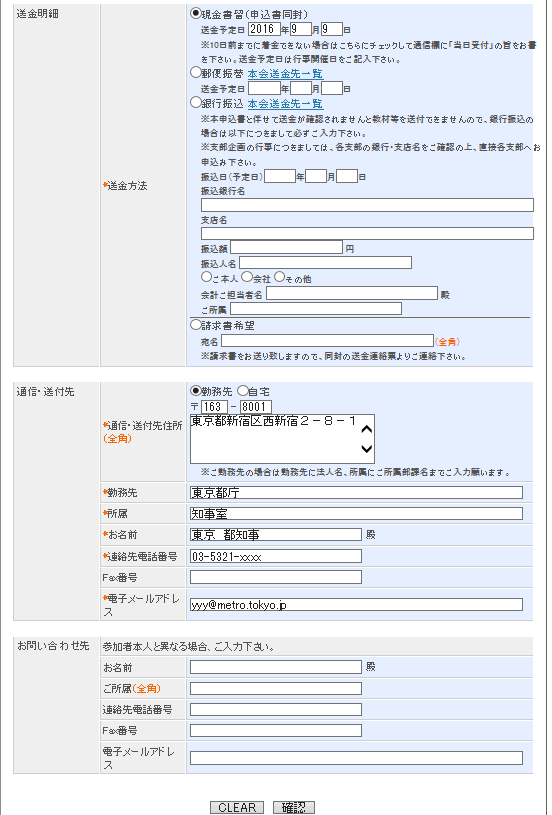 送金明細
*送金方法
現金書留(申込書同封)
送金予定日 2016 年 9 月 9 日
※10日前までに着金できない場合はこちらにチェックして通信欄に「当日受付」の旨をお書
きを下さい。送金予定日は行事開催日をご記入下さい。
郵便振替 本会送金先一覧
送金予定日 年 月 日
銀行振込 本会送金先一覧
※本申込書と併せて送金が確認されませんと教材等を送付できませんので、銀行振込の
場合は以下につきまして必ずご入力下さい。
※支部企画の行事につきましては、各支部の銀行・支店名をご確認の上、直接各支部へお
申込み下さい。
振込日(予定日) 年 月 日
振込銀行名
支店名
振込額 円
振込人名
ご本人 会社 その他
会計ご担当者名 殿
ご所属
請求書希望
宛名 (全角)
※請求書をお送り致しますので、同封の送金連絡票よりご連絡下さい。
通信・送付先
勤務先 自宅
*通信・送付先住所
(全角)
〒 163 - 8001
東京都新宿区西新宿２－８－１
※ご勤務先の場合は勤務先に法人名、所属にご所属部課名までご入力願います。
*勤務先 東京都庁
*所属 知事室
*お名前 東京　都知事 殿
*連絡先電話番号 03-5321-xxxx
Fax番号
*電子メールアドレ
ス yyy@metro.tokyo.jp
お問い合わせ先 参加者本人と異なる場合、ご入力下さい。
お名前 殿
ご所属(全角)
連絡先電話番号
Fax番号
電子メールアドレ
ス
CLEAR 確認